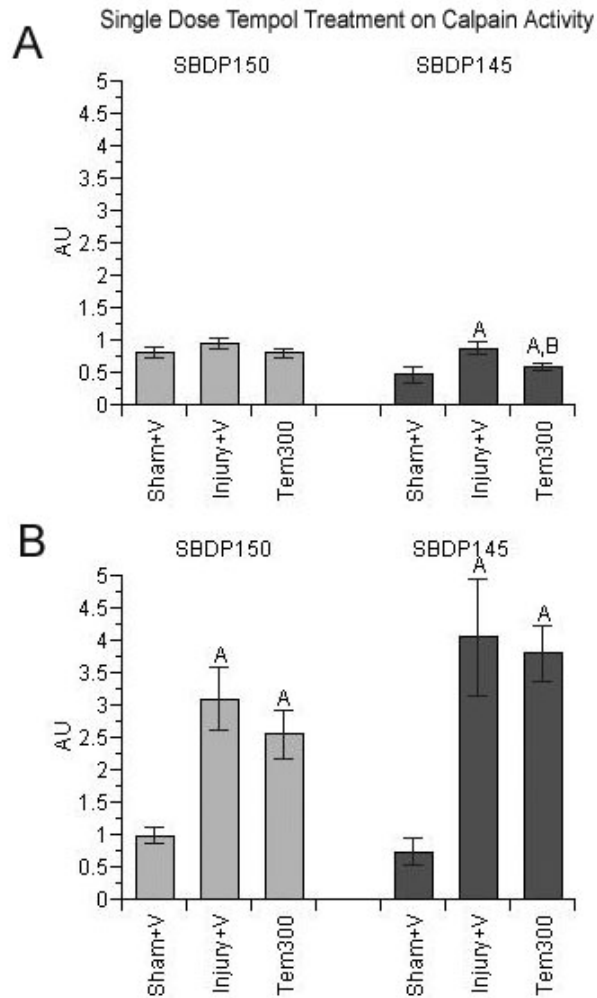 Single Dose Tempol Treatment on Calpain Activity
A
SBDP150 SBDP145
5
4.5
4
3.5
3
2.5
2
1.5
1
0.5
0
AU
A
A,B
Sham+V
Injury+V
Tem300
Sham+V
Injury+V
Tem300
B
SBDP150 SBDP145
5
4.5
4
3.5
3
2.5
2
1.5
1
0.5
0
AU
A
A
A
A
Sham+V
Injury+V
Tem300
Sham+V
Injury+V
Tem300